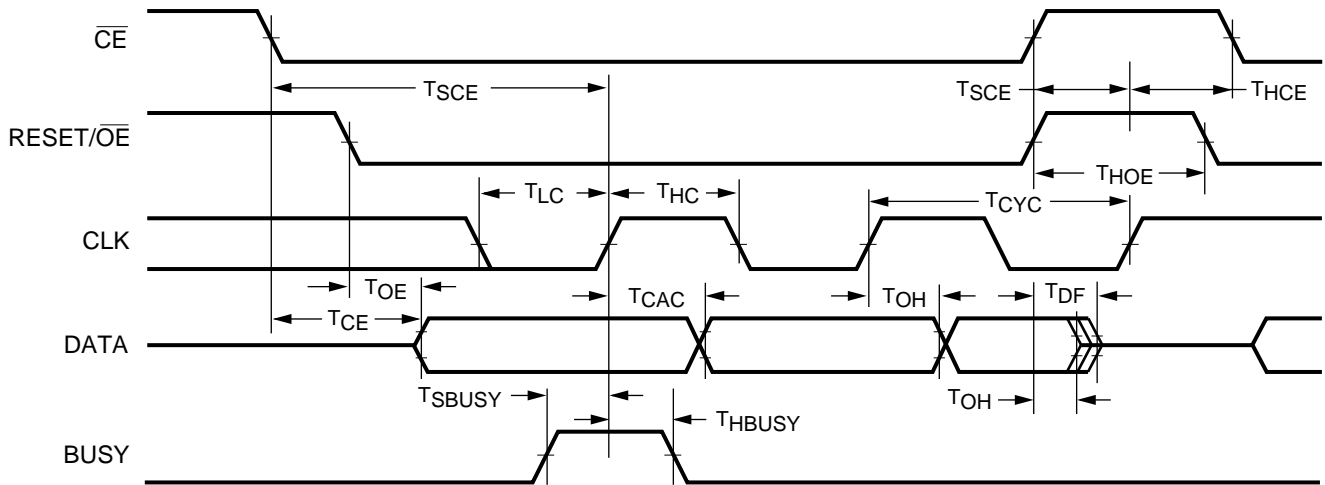 CE
TSCE
TSCE
THCE
RESET/OE
TLC
THC
THOE
TCYC
CLK
TOE
TCAC
TOH
TDF
TCE
DATA
TSBUSY
TOH
THBUSY
BUSY